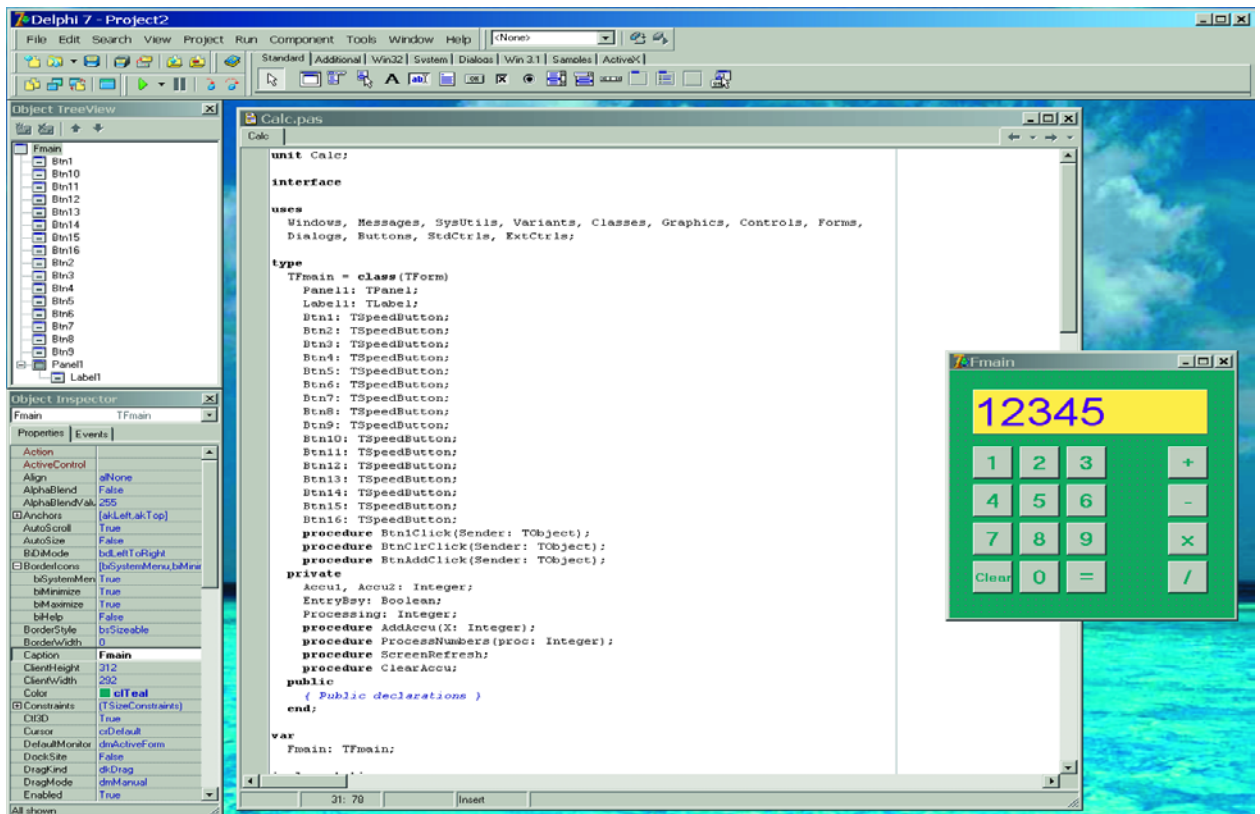 Delphi 7 - Project2
File Edit Search View Project Run Component Tools Window Help <None>
Standard Additional Win32 System Dialogs Win 3.1 Samples ActiveX
Object TreeView
Fmain
Btn1
Btn10
Btn11
Btn12
Btn13
Btn14
Btn15
Btn16
Btn2
Btn3
Btn4
Btn5
Btn6
Btn7
Btn8
Btn9
Panel1
Label1
Object Inspector
Fmain TFmain
Properties Events
Action
ActiveControl
Align alNone
AlphaBlend False
AlphaBlendValu 255
Anchors [akLeft,akTop]
AutoScroll True
AutoSize False
BiDiMode bdLeftToRight
BorderIcons [biSystemMenu,biMinir
biSystemMen True
biMinimize True
biMaximize True
biHelp False
BorderStyle bsSizeable
BorderWidth 0
Caption Fmain
ClientHeight 312
ClientWidth 292
Color clTeal
Constraints (TSizeConstraints)
Ctl3D True
Cursor crDefault
DefaultMonitor dmActiveForm
DockSite False
DragKind dkDrag
DragMode dmManual
Enabled True
All shown
Calc.pas
Calc
unit Calc;
interface
uses
Windows, Messages, SysUtils, Variants, Classes, Graphics, Controls, Forms,
Dialogs, Buttons, StdCtrls, ExtCtrls;
type
TFmain = class(TForm)
Panel1: TPanel;
Label1: TLabel;
Btn1: TSpeedButton;
Btn2: TSpeedButton;
Btn3: TSpeedButton;
Btn4: TSpeedButton;
Btn5: TSpeedButton;
Btn6: TSpeedButton;
Btn7: TSpeedButton;
Btn8: TSpeedButton;
Btn9: TSpeedButton;
Btn10: TSpeedButton;
Btn11: TSpeedButton;
Btn12: TSpeedButton;
Btn13: TSpeedButton;
Btn14: TSpeedButton;
Btn15: TSpeedButton;
Btn16: TSpeedButton;
procedure Btn1Click(Sender: TObject);
procedure BtnClrClick(Sender: TObject);
procedure BtnAddClick(Sender: TObject);
private
Accu1, Accu2: Integer;
EntryBsy: Boolean;
Processing: Integer;
procedure AddAccu(X: Integer);
procedure ProcessNumbers(proc: Integer);
procedure ScreenRefresh;
procedure ClearAccu;
public
{ Public declarations }
end;
var
Fmain: TFmain;
31: 78 Insert
Fmain
12345
1 2 3 +
4 5 6 -
7 8 9 ×
Clear 0 = /